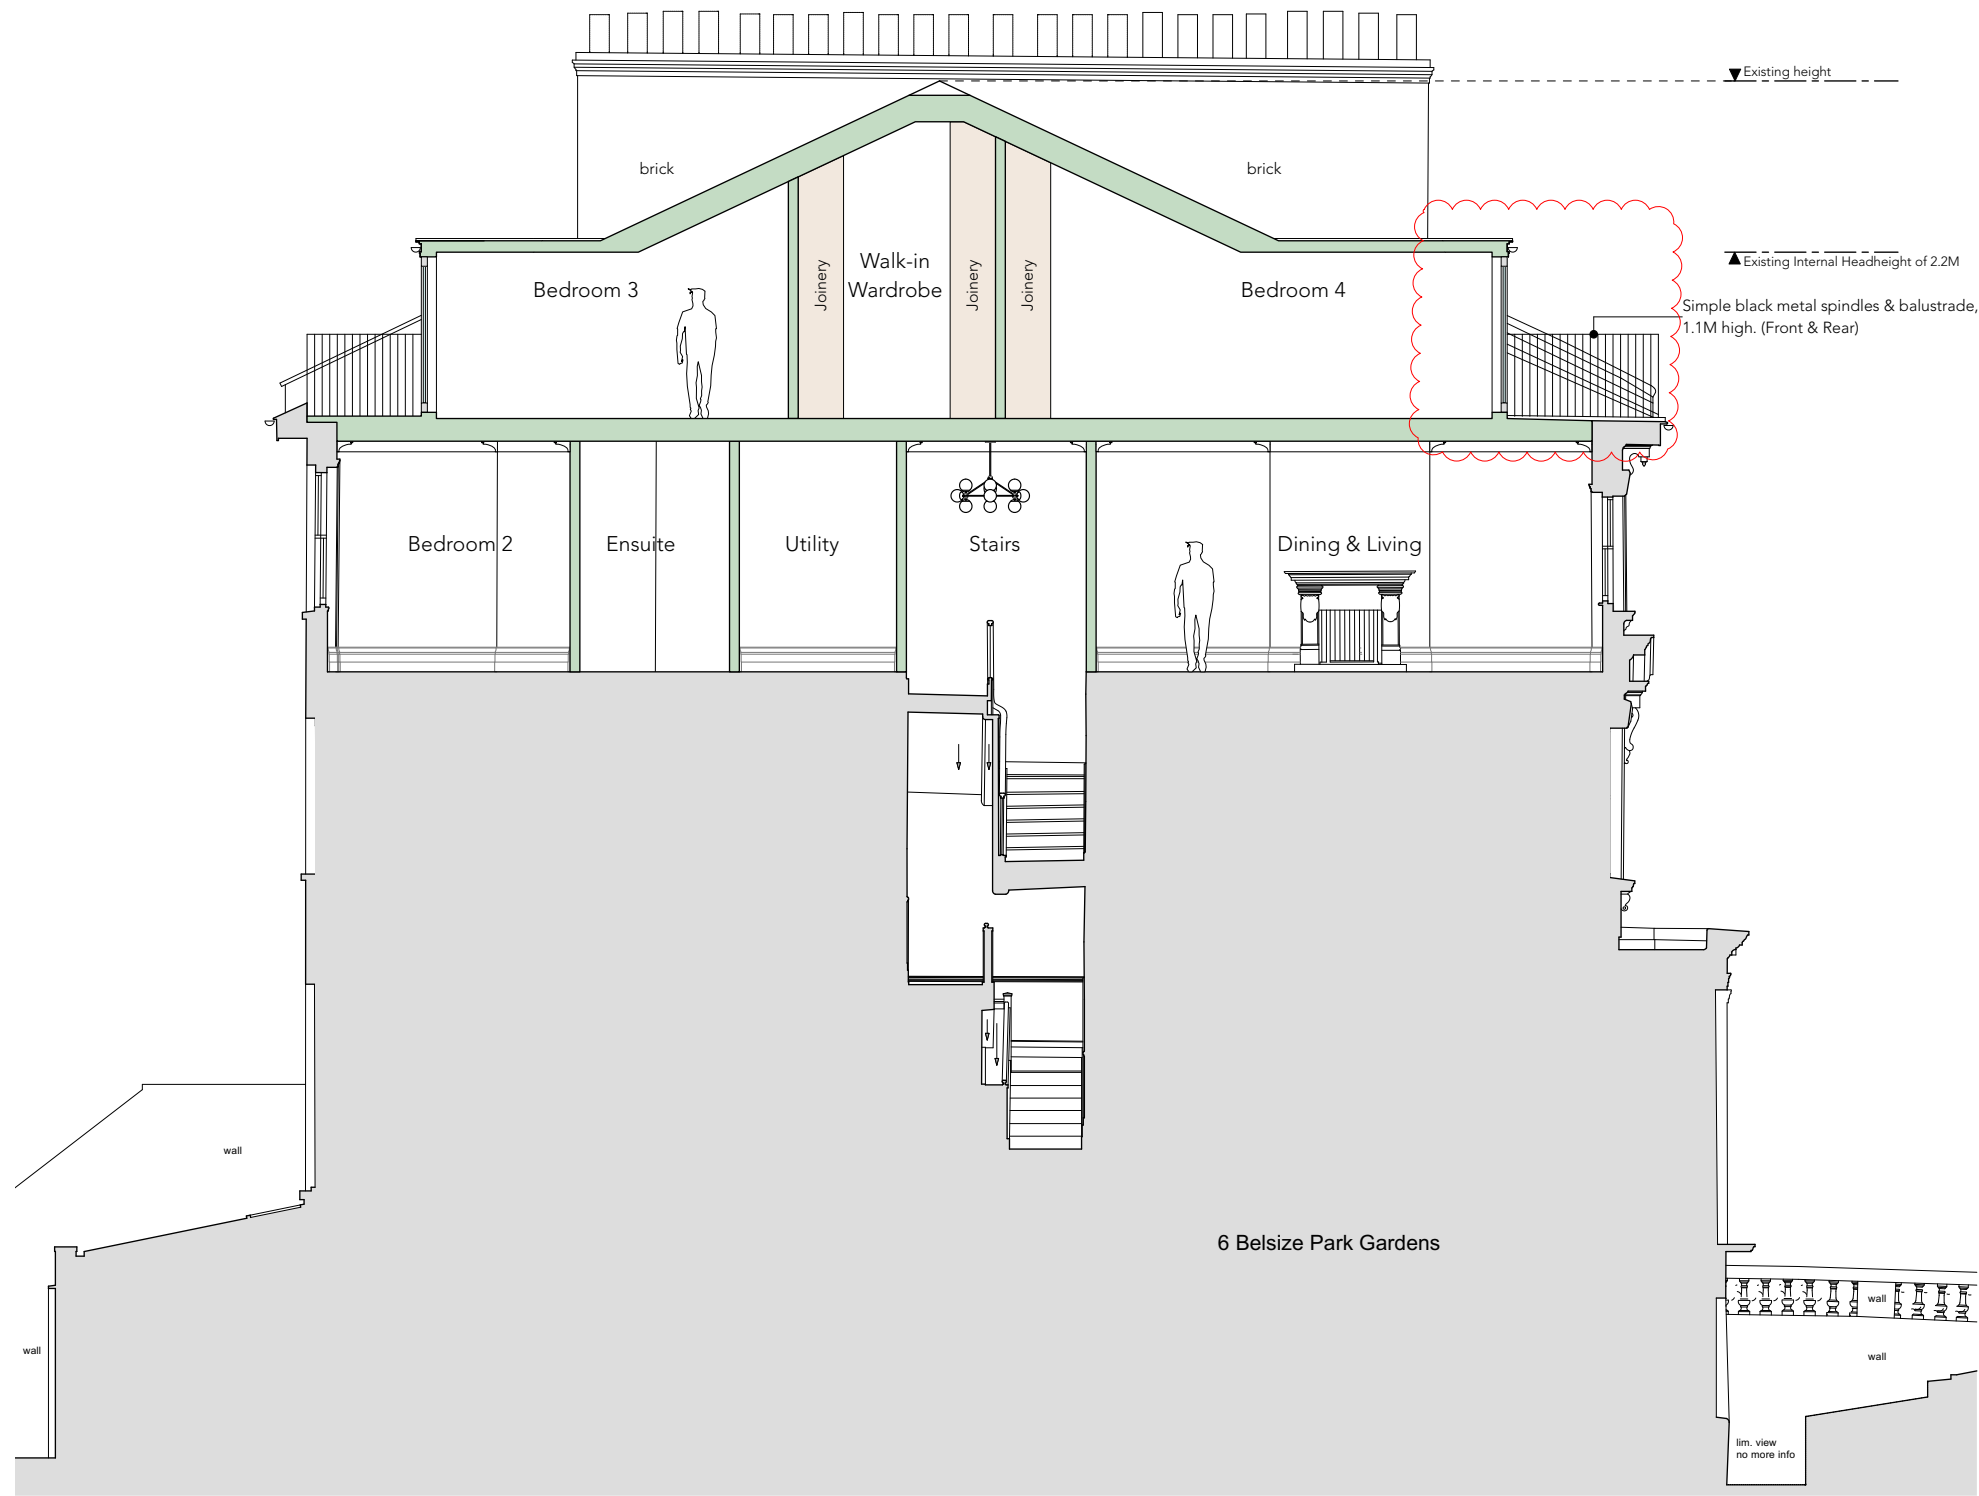 Existing height
brick
brick
Existing Internal Headheight of 2.2M
Walk-in
Wardrobe
Joinery
Joinery
Joinery
Bedroom 3
Bedroom 4
Simple black metal spindles & balustrade,
1.1M high. (Front & Rear)
Bedroom 2
Ensuite
Utility
Stairs
Dining & Living
wall
6 Belsize Park Gardens
wall
wall
wall
lim. view
no more info